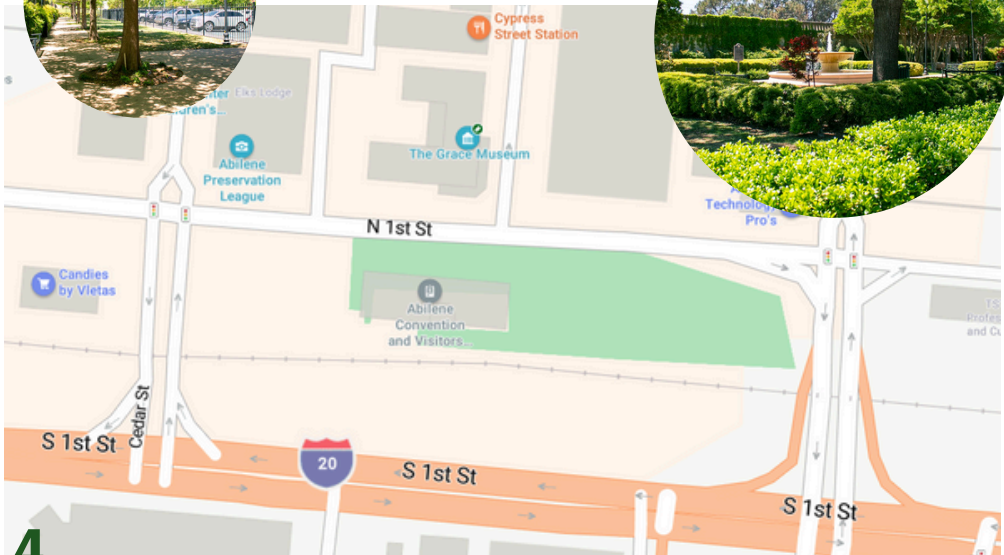 Cypress
Street Station
Elks Lodge
Abilene
Preservation
League
The Grace Museum
Technology
Pro's
N 1st St
Candies
by Vletas
Abilene
Convention
and Visitors...
Cedar St
S 1st St
20
S 1st St
S 1st St
4